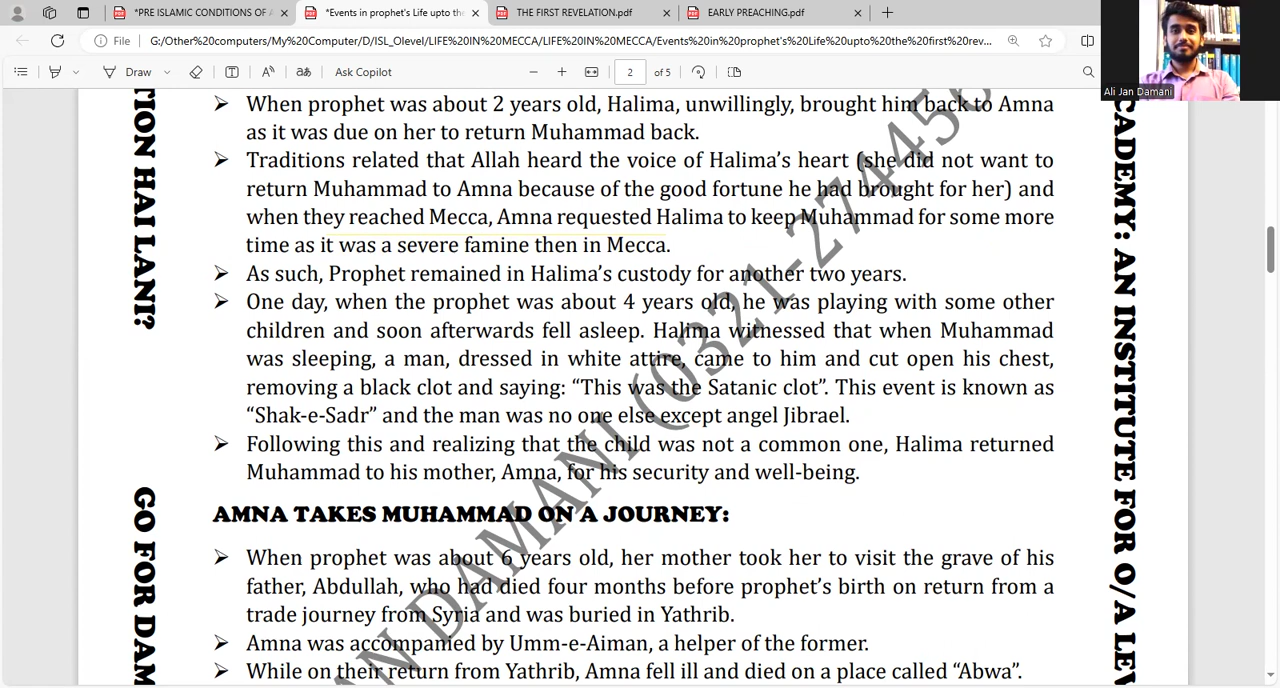 *PRE ISLAMIC CONDITIONS OF A
*Events in prophet's Life upto the
THE FIRST REVELATION.pdf
EARLY PREACHING.pdf
File
G:/Other%20computers/My%20Computer/D/ISL_Olevel/LIFE%20IN%20MECCA/LIFE%20IN%20MECCA/Events%20in%20prophet's%20Life%20upto%20the%20first%20rev...
Draw
Ask Copilot
2 of 5
Ali Jan Damani
➢ When prophet was about 2 years old, Halima, unwillingly, brought him back to Amna
as it was due on her to return Muhammad back.
➢ Traditions related that Allah heard the voice of Halima’s heart (she did not want to
return Muhammad to Amna because of the good fortune he had brought for her) and
when they reached Mecca, Amna requested Halima to keep Muhammad for some more
time as it was a severe famine then in Mecca.
➢ As such, Prophet remained in Halima’s custody for another two years.
➢ One day, when the prophet was about 4 years old, he was playing with some other
children and soon afterwards fell asleep. Halima witnessed that when Muhammad
was sleeping, a man, dressed in white attire, came to him and cut open his chest,
removing a black clot and saying: “This was the Satanic clot”. This event is known as
“Shak-e-Sadr” and the man was no one else except angel Jibrael.
➢ Following this and realizing that the child was not a common one, Halima returned
Muhammad to his mother, Amna, for his security and well-being.
AMNA TAKES MUHAMMAD ON A JOURNEY:
➢ When prophet was about 6 years old, her mother took her to visit the grave of his
father, Abdullah, who had died four months before prophet’s birth on return from a
trade journey from Syria and was buried in Yathrib.
➢ Amna was accompanied by Umm-e-Aiman, a helper of the former.
➢ While on their return from Yathrib, Amna fell ill and died on a place called “Abwa”.
TION HAI LANI?
GO FOR DAM
CADEMY: AN INSTITUTE FOR O/A LEV
AN DAMANI (0321-274456